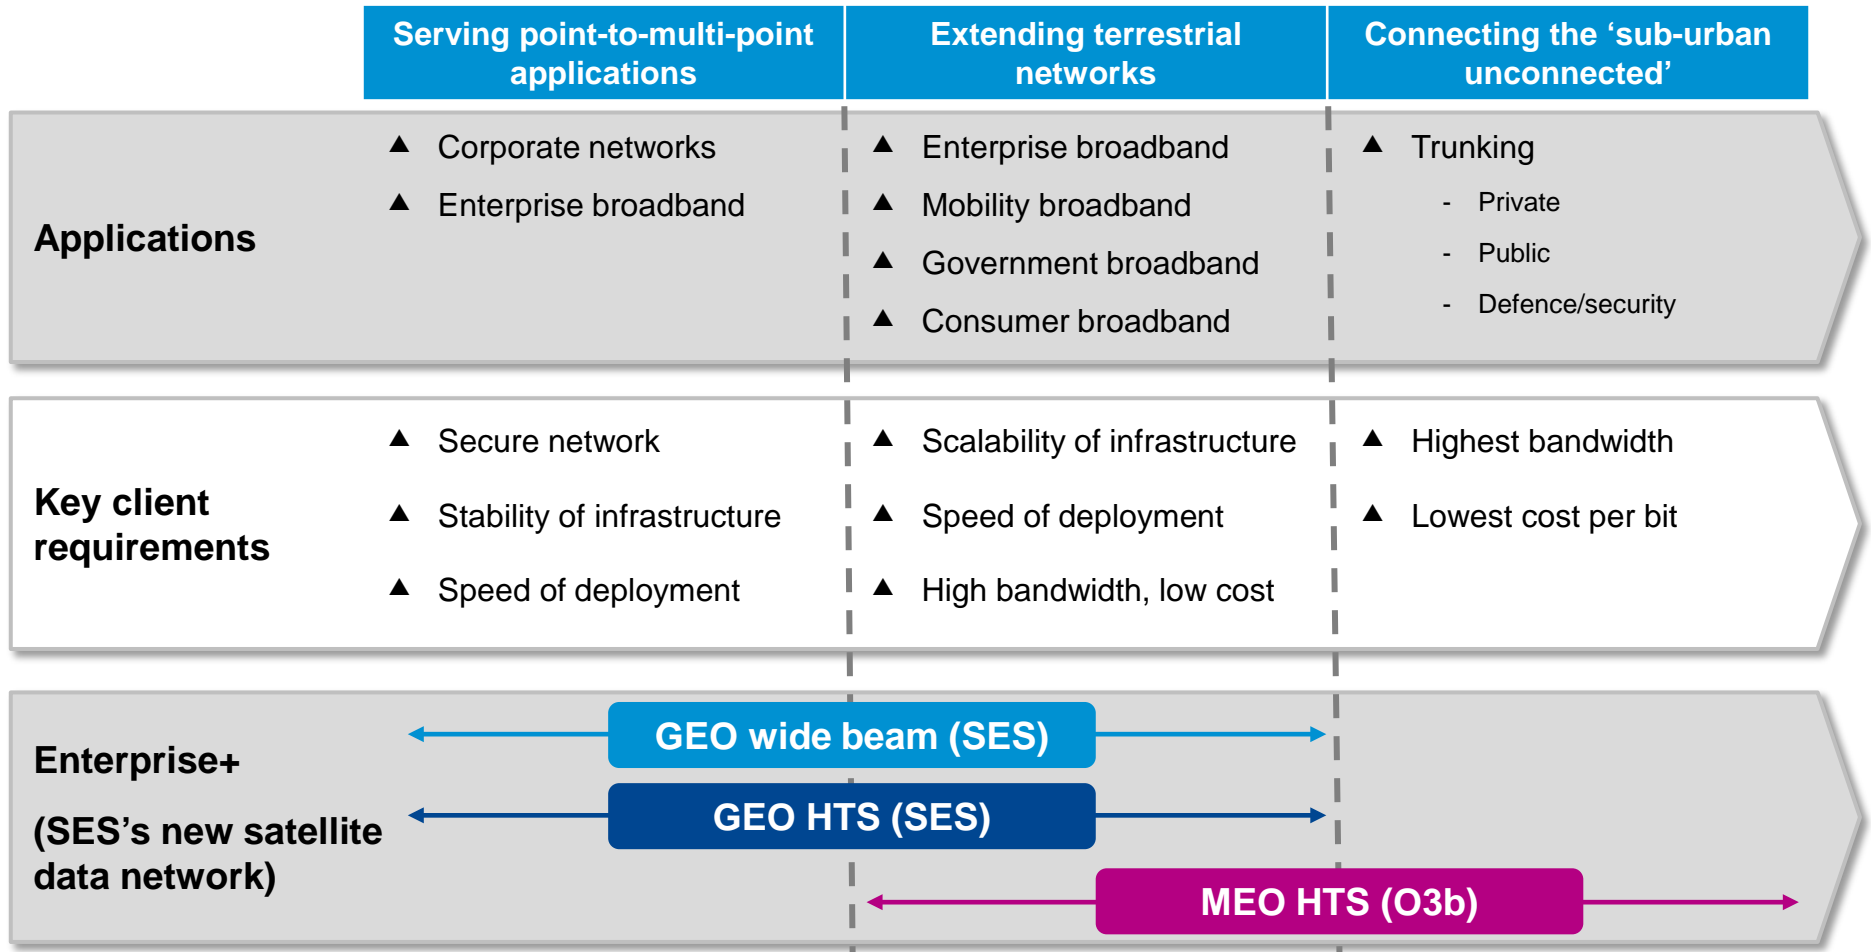 Serving point-to-multi-point
applications
Extending terrestrial
networks
Connecting the ‘sub-urban
unconnected’
Applications
▲ Corporate networks
▲ Enterprise broadband
▲ Enterprise broadband
▲ Mobility broadband
▲ Government broadband
▲ Consumer broadband
▲ Trunking
- Private
- Public
- Defence/security
Key client
requirements
▲ Secure network
▲ Stability of infrastructure
▲ Speed of deployment
▲ Scalability of infrastructure
▲ Speed of deployment
▲ High bandwidth, low cost
▲ Highest bandwidth
▲ Lowest cost per bit
Enterprise+
(SES’s new satellite
data network)
GEO wide beam (SES)
GEO HTS (SES)
MEO HTS (O3b)